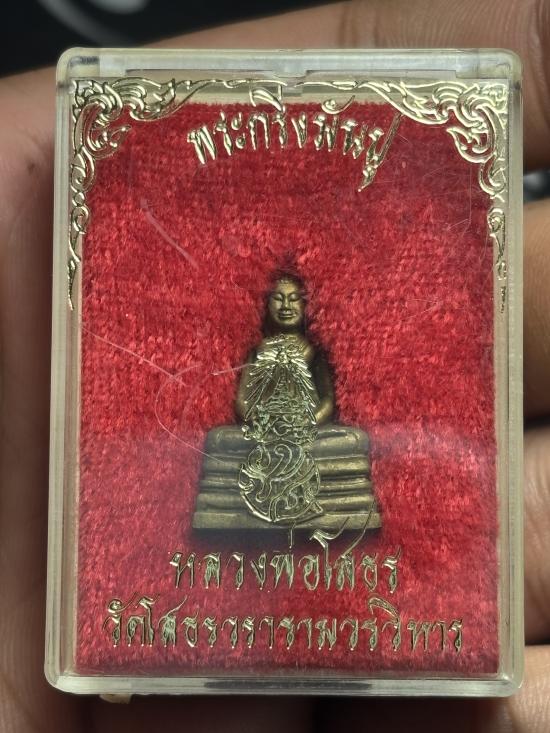 พระกริ่งพันปี
หลวงพ่อโสธร
วัดโสธรวรารามวรวิหาร